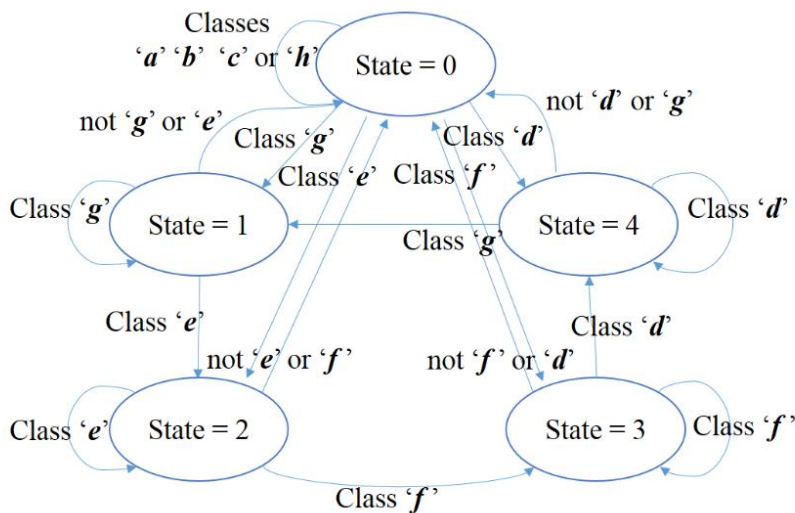 Classes
‘a’ ‘b’ ‘c’ or ‘h’
State = 0
not ‘g’ or ‘e’
not ‘d’ or ‘g’
Class ‘g’
Class ‘d’
Class ‘e’
Class ‘f’
Class ‘g’
State = 1
State = 4
Class ‘d’
Class ‘g’
Class ‘e’
Class ‘d’
not ‘e’ or ‘f’
not ‘f’ or ‘d’
Class ‘e’
State = 2
State = 3
Class ‘f’
Class ‘f’